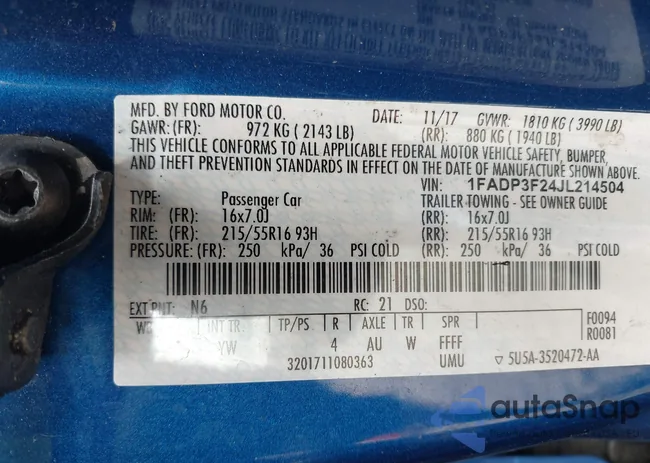 MFD. BY FORD MOTOR CO.
DATE: 11/17 GVWR: 1810 KG ( 3990 LB)
GAWR: (FR): 972 KG ( 2143 LB) (RR): 880 KG ( 1940 LB)
THIS VEHICLE CONFORMS TO ALL APPLICABLE FEDERAL MOTOR VEHICLE SAFETY, BUMPER,
AND THEFT PREVENTION STANDARDS IN EFFECT ON THE DATE OF MANUFACTURE SHOWN ABOVE.
VIN: 1FADP3F24JL214504
TYPE: Passenger Car TRAILER TOWING - SEE OWNER GUIDE
RIM: (FR): 16x7.0J (RR): 16x7.0J
TIRE: (FR): 215/55R16 93H (RR): 215/55R16 93H
PRESSURE: (FR): 250 kPa/ 36 PSI COLD (RR): 250 kPa/ 36 PSI COLD
EXT PNT: N6 RC: 21 DSO:
INT TR. TP/PS R AXLE TR SPR F0094
YW 4 AU W FFFF R0081
3201711080363 UMU 5U5A-3520472-AA
autoSnap